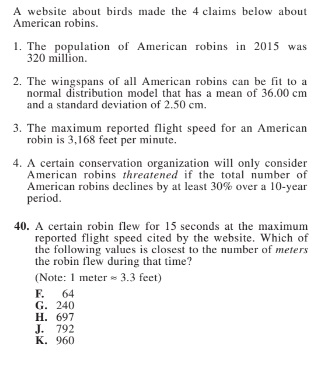 A website about birds made the 4 claims below about
American robins.
1. The population of American robins in 2015 was
320 million.
2. The wingspans of all American robins can be fit to a
normal distribution model that has a mean of 36.00 cm
and a standard deviation of 2.50 cm.
3. The maximum reported flight speed for an American
robin is 3,168 feet per minute.
4. A certain conservation organization will only consider
American robins threatened if the total number of
American robins declines by at least 30% over a 10-year
period.
40. A certain robin flew for 15 seconds at the maximum
reported flight speed cited by the website. Which of
the following values is closest to the number of meters
the robin flew during that time?
(Note: 1 meter ≈ 3.3 feet)
F. 64
G. 240
H. 697
J. 792
K. 960